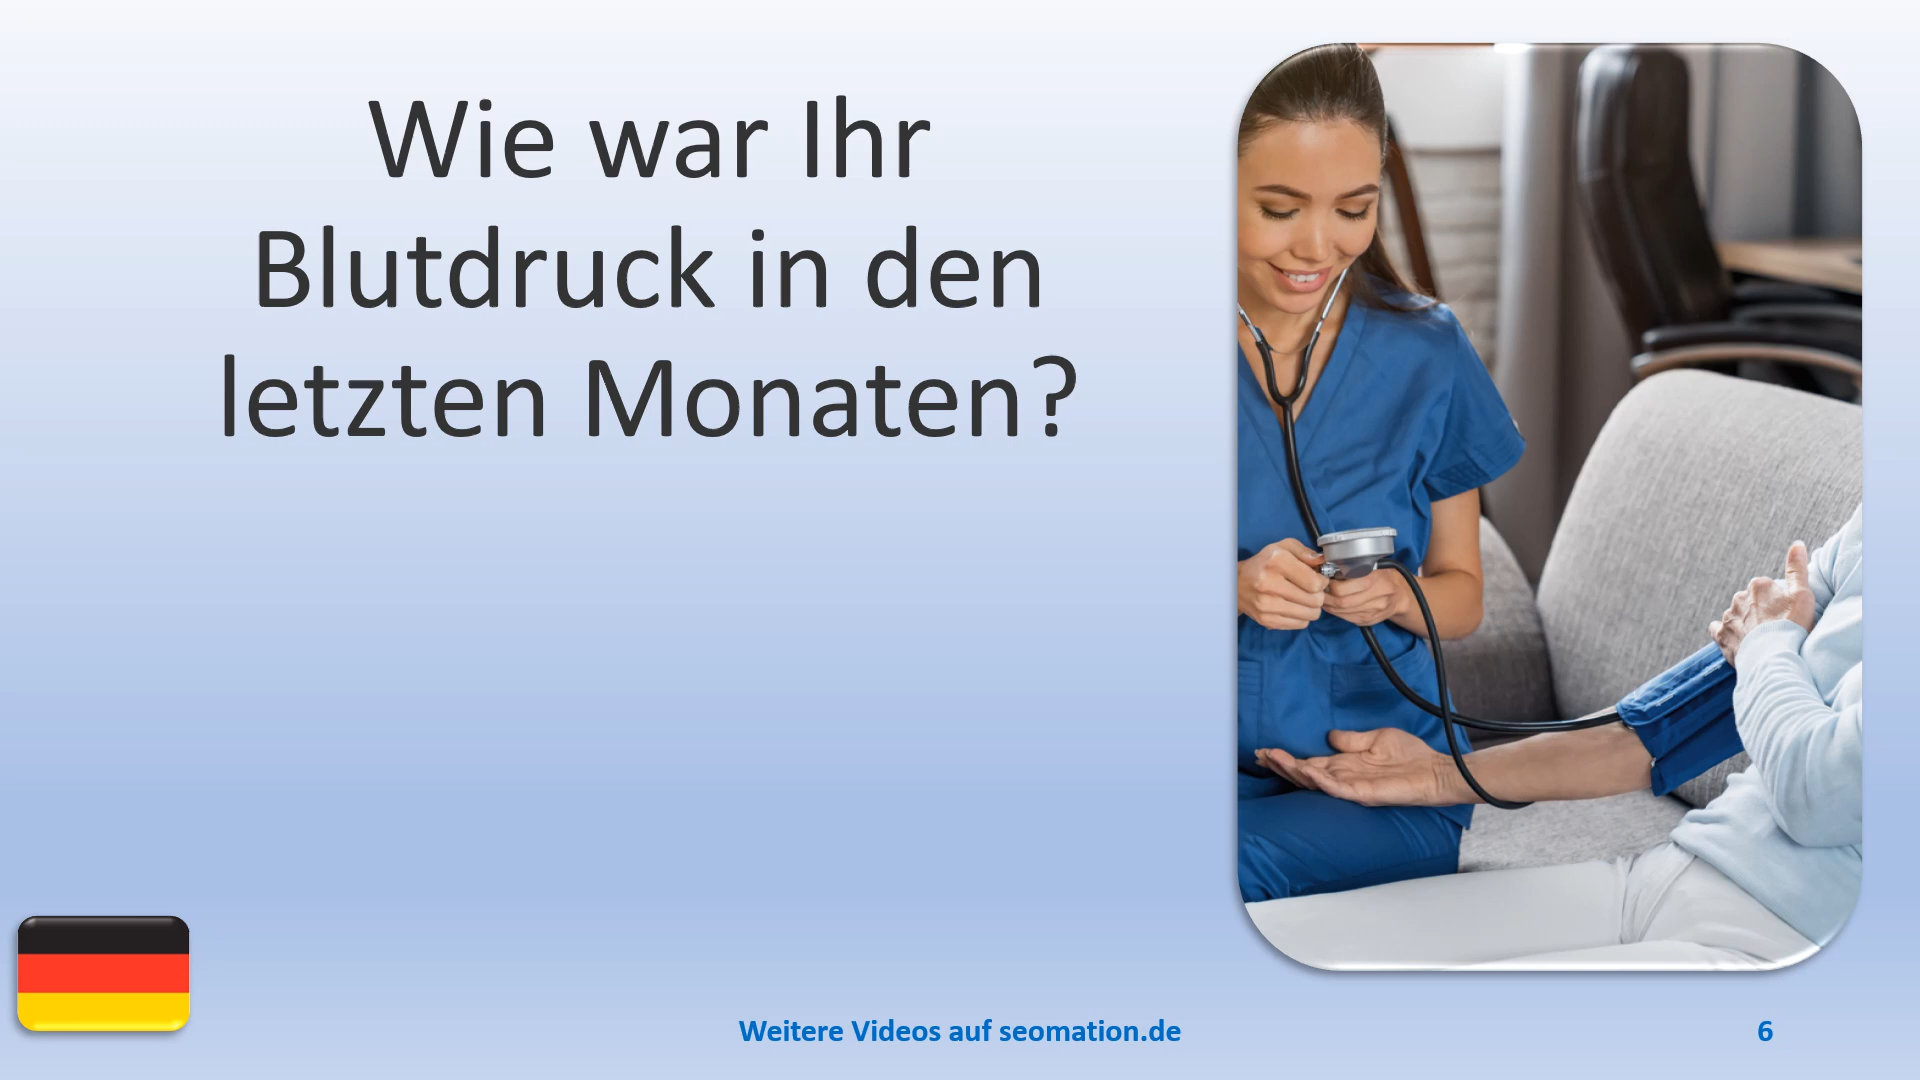 Wie war Ihr
Blutdruck in den
letzten Monaten?
Weitere Videos auf seomation.de
6